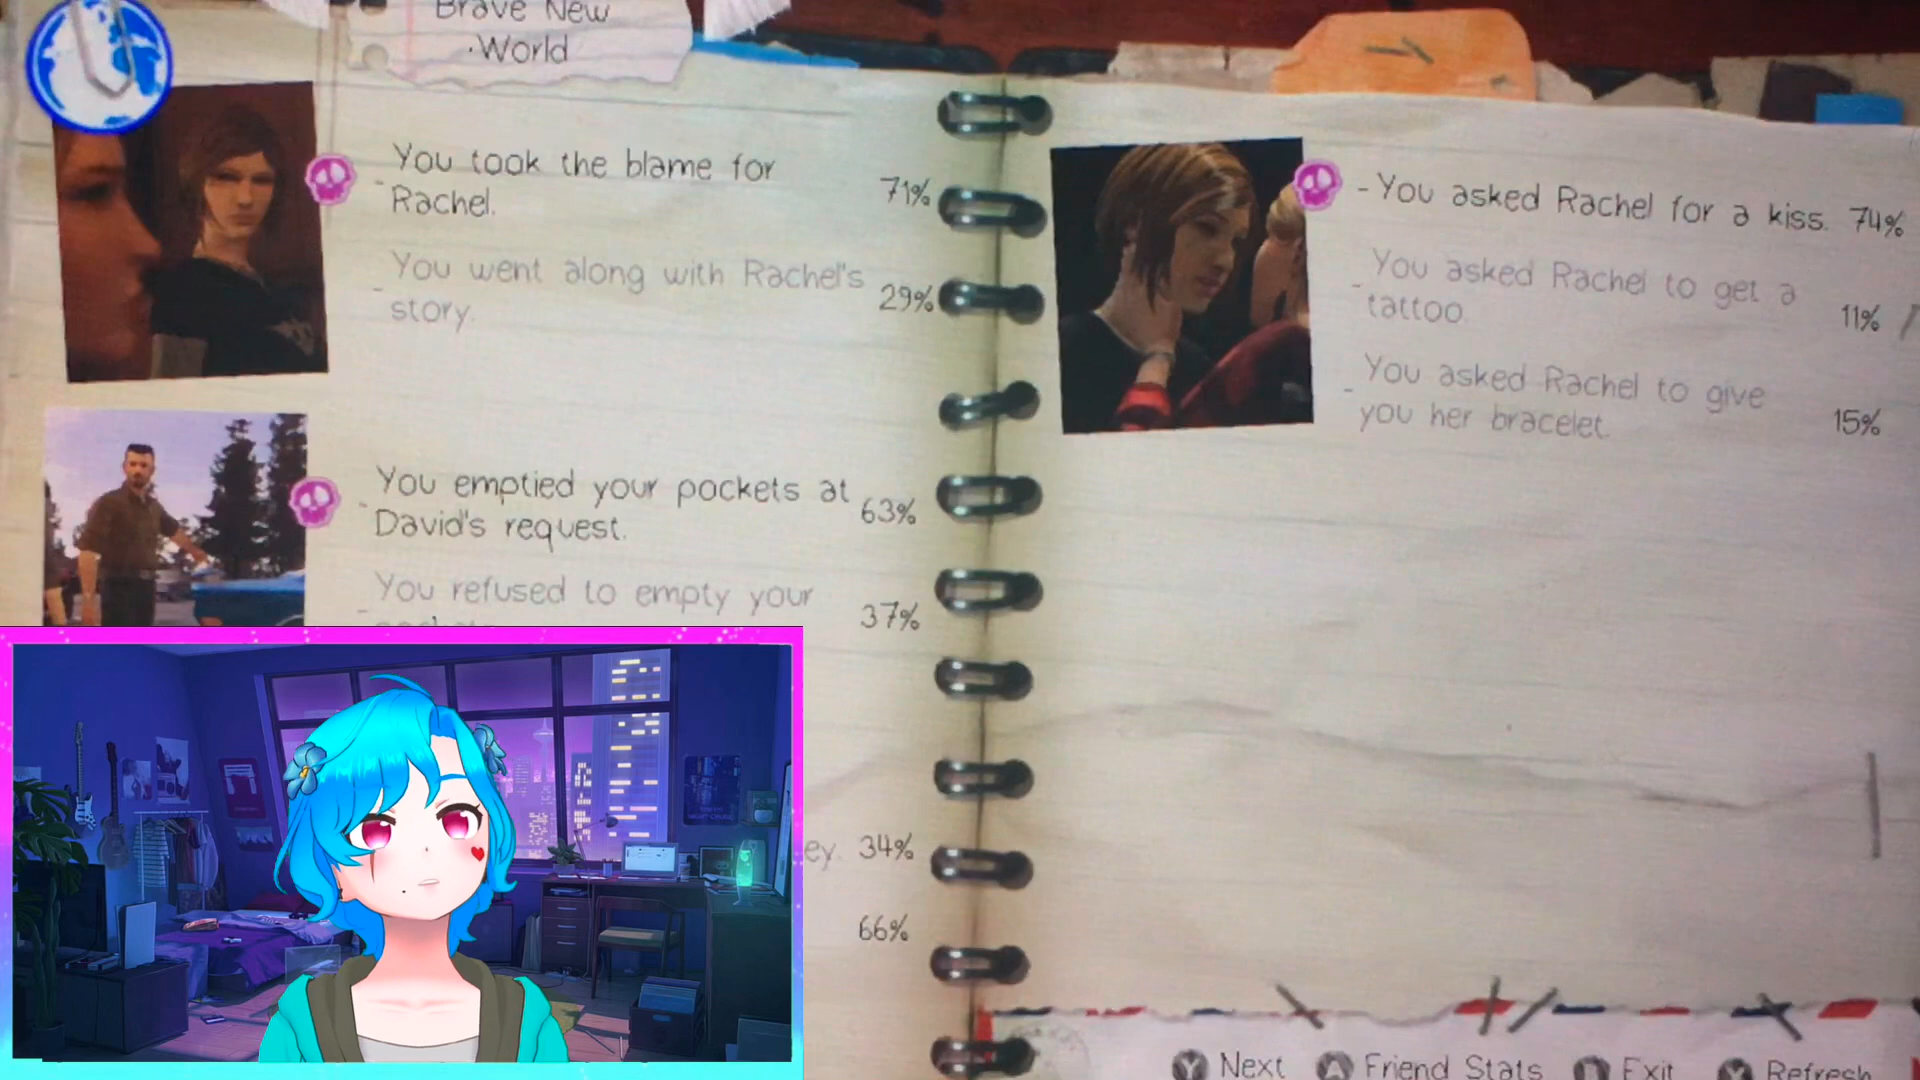 Brave New
World
- You took the blame for
Rachel.
71%
- You went along with Rachel's
story.
29%
- You emptied your pockets at
David's request.
63%
- You refused to empty your
37%
ey. 34%
66%
- You asked Rachel for a kiss. 74%
- You asked Rachel to get a
tattoo.
11%
- You asked Rachel to give
you her bracelet.
15%
Y Next A Friend Stats Exit Refresh